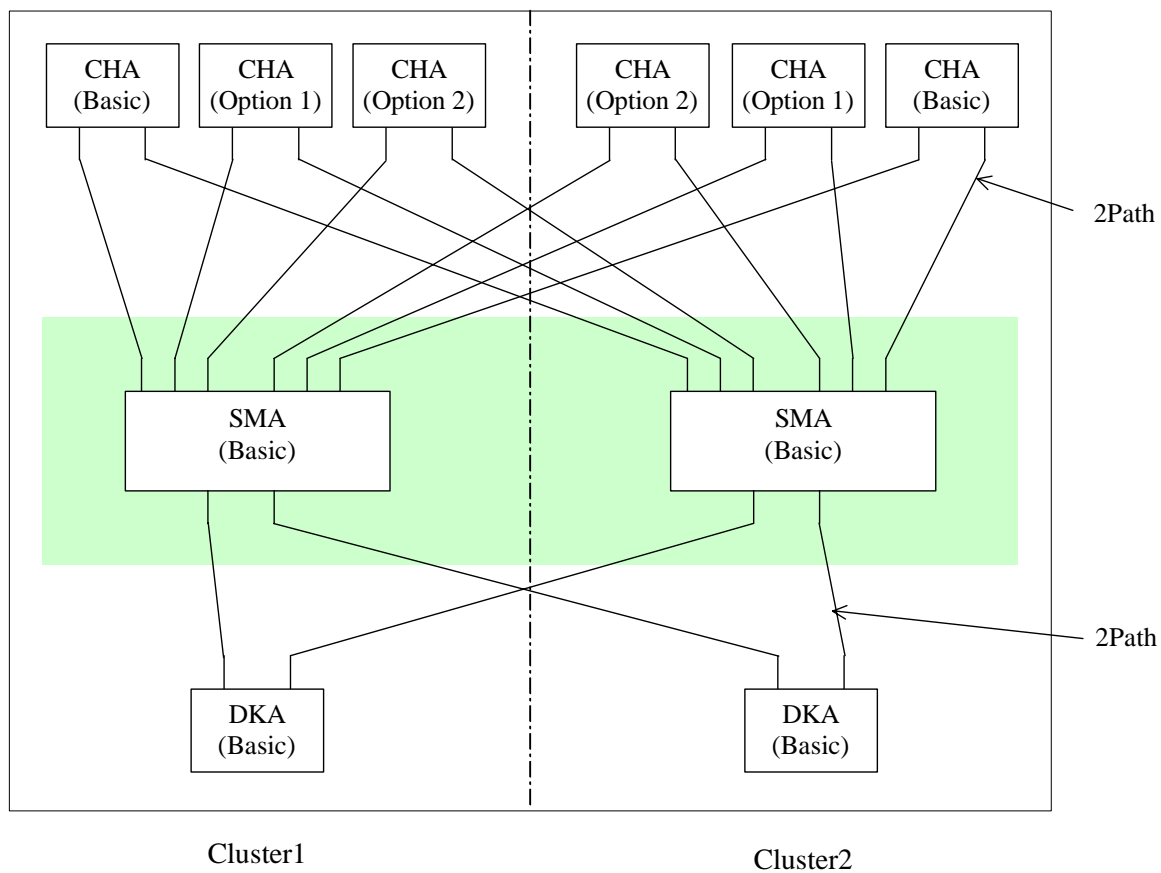 CHA
(Basic)
CHA
(Option 1)
CHA
(Option 2)
CHA
(Option 2)
CHA
(Option 1)
CHA
(Basic)
2Path
SMA
(Basic)
SMA
(Basic)
2Path
DKA
(Basic)
DKA
(Basic)
Cluster1
Cluster2